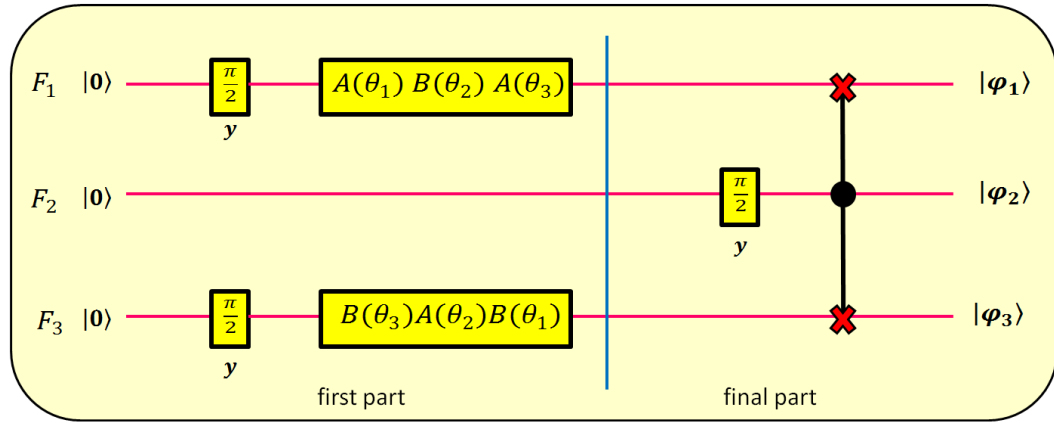 F₁ |0⟩ π/2 A(θ₁) B(θ₂) A(θ₃) |φ₁⟩
y
F₂ |0⟩ π/2 |φ₂⟩
y
F₃ |0⟩ π/2 B(θ₃)A(θ₂)B(θ₁) |φ₃⟩
y
first part final part